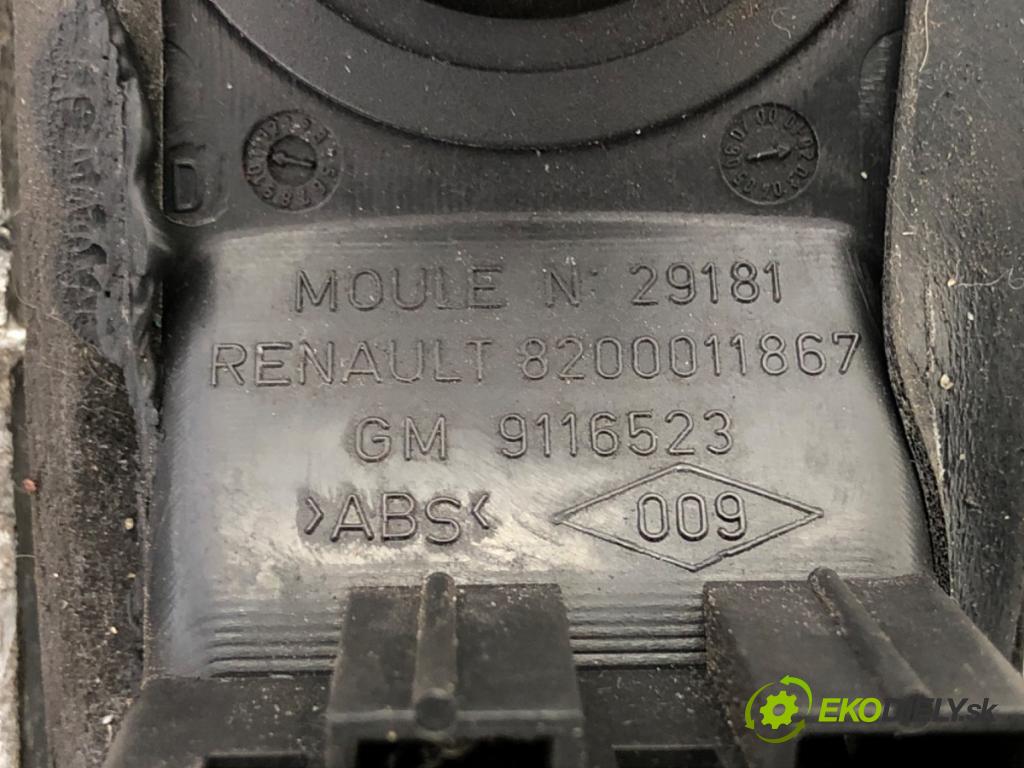 D
MOULE N° 29181
RENAULT 8200011867
GM 9116523
>ABS<
009
EKODIELY.sk